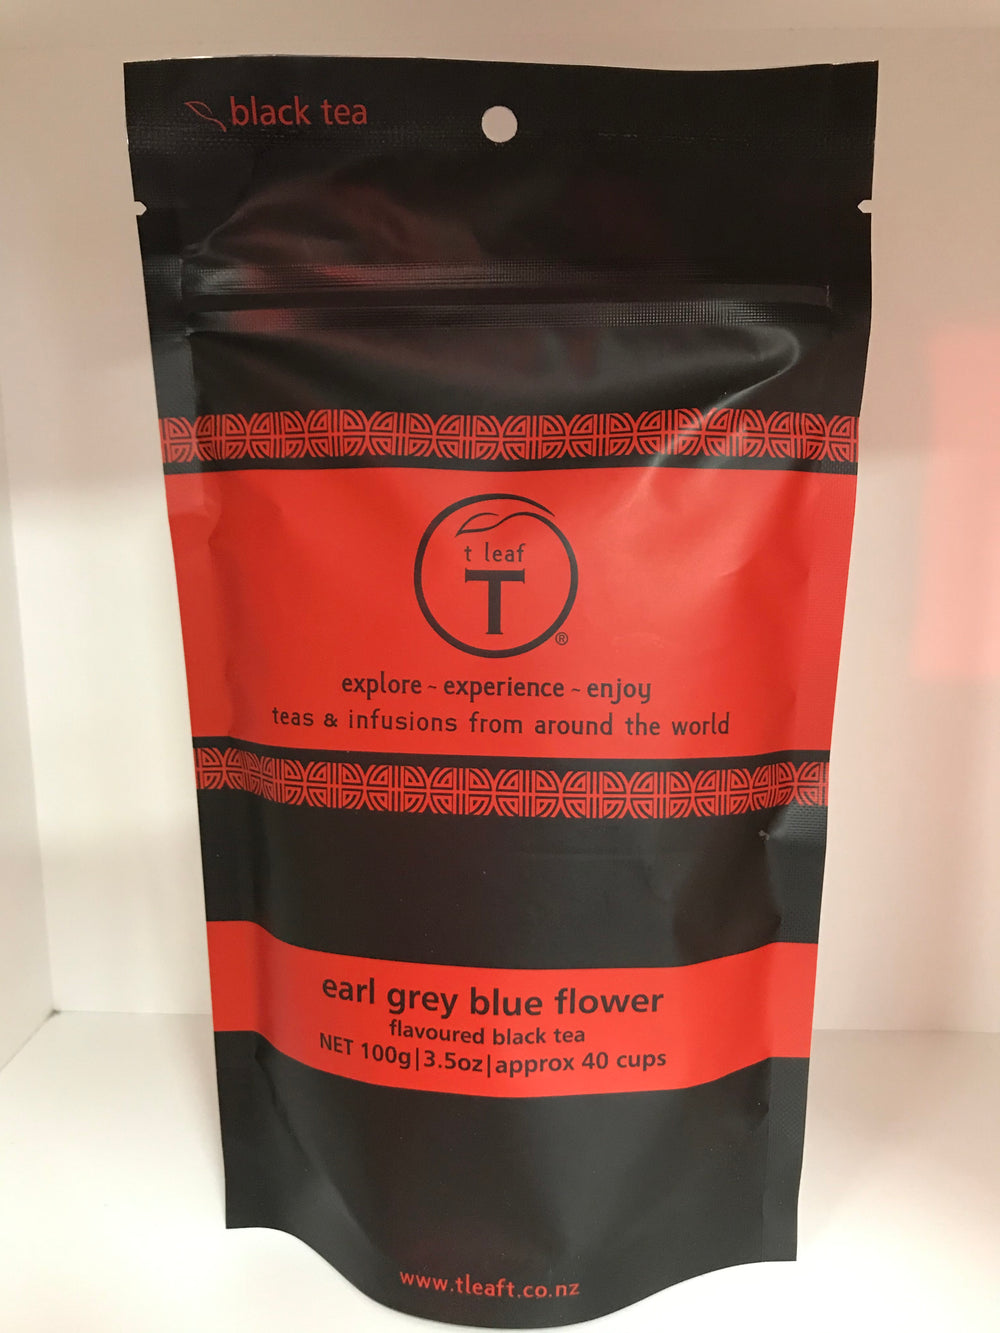 black tea
t leaf
T
®
explore ~ experience ~ enjoy
teas & infusions from around the world
earl grey blue flower
flavoured black tea
NET 100g|3.5oz|approx 40 cups
www.tleaft.co.nz